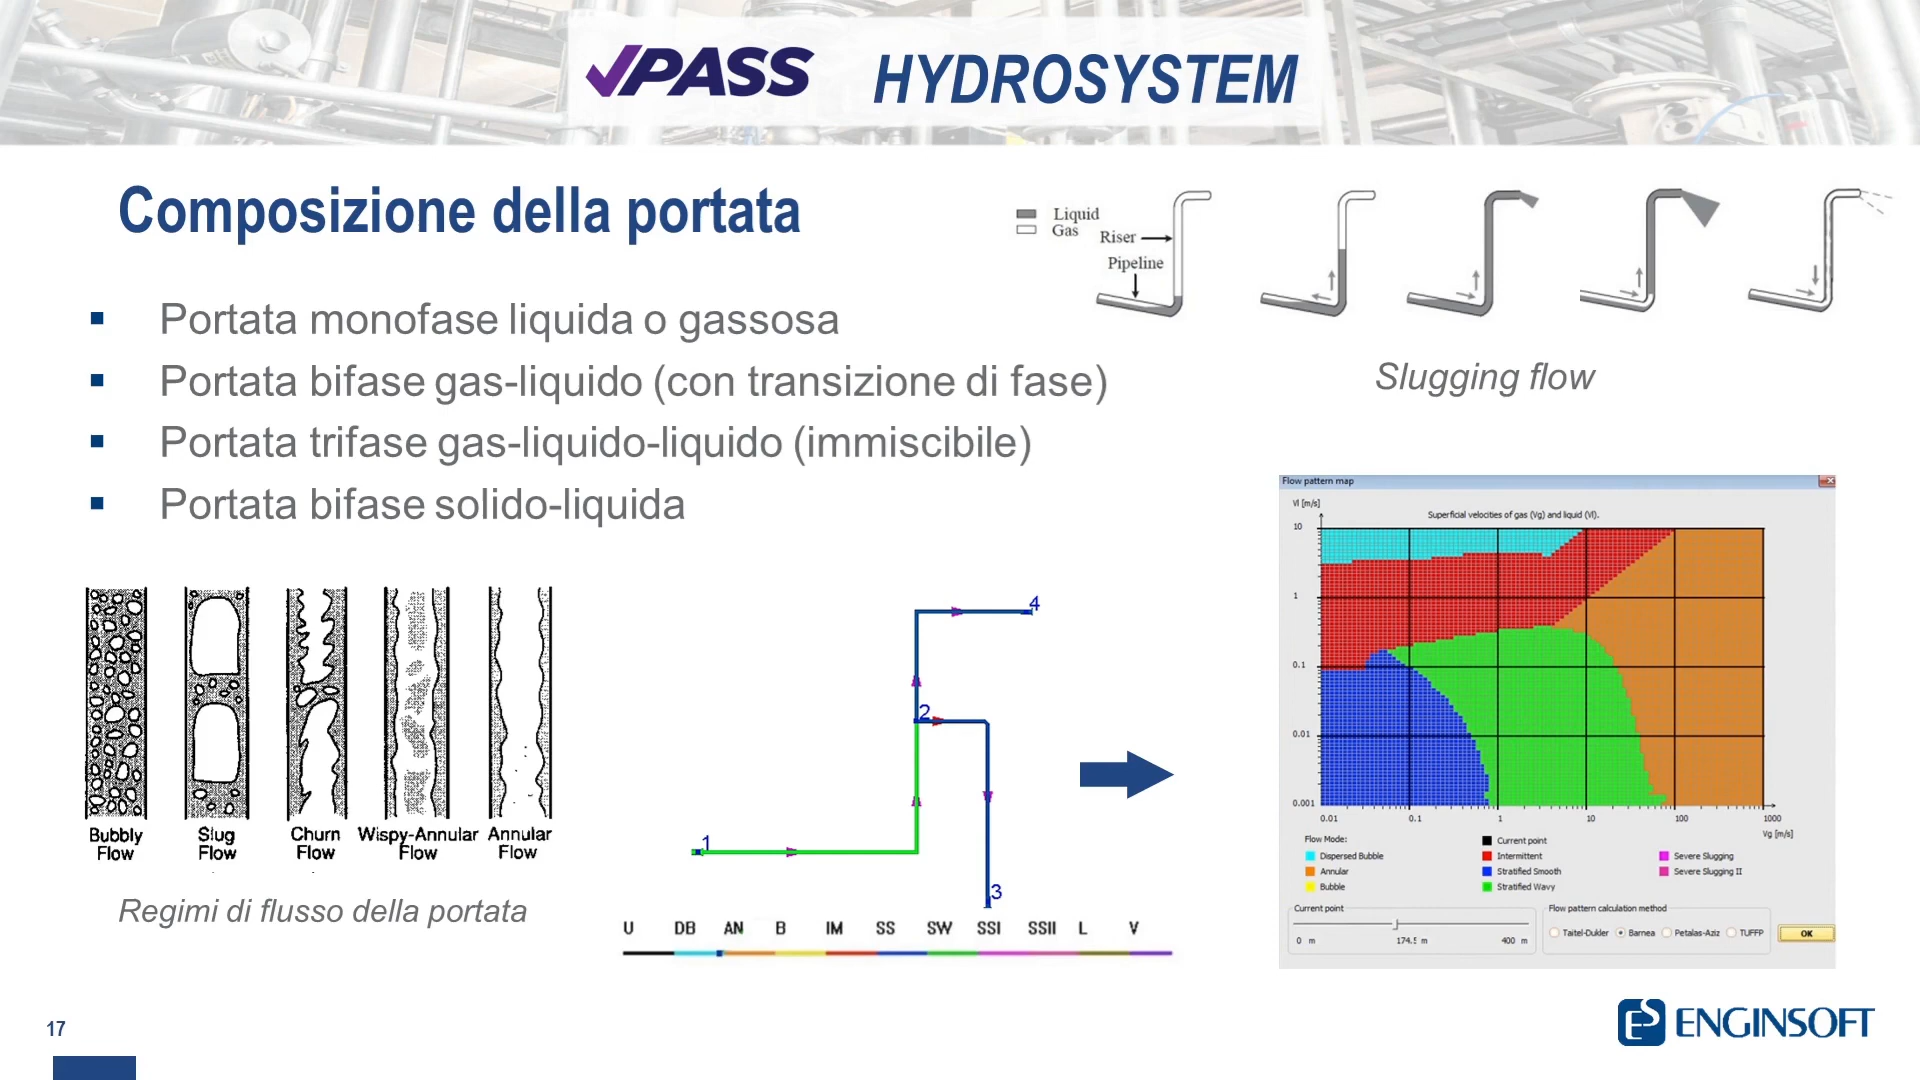 PASS HYDROSYSTEM
Composizione della portata
Portata monofase liquida o gassosa
Portata bifase gas-liquido (con transizione di fase)
Portata trifase gas-liquido-liquido (immiscibile)
Portata bifase solido-liquida
Liquid
Gas
Riser
Pipeline
Slugging flow
Bubbly Flow
Slug Flow
Churn Flow
Wispy-Annular Flow
Annular Flow
Regimi di flusso della portata
1
2
3
4
U DB AN B IM SS SW SSI SSII L V
Flow pattern map
Vl [m/s]
Superficial velocities of gas (Vg) and liquid (Vl).
10
1
0.1
0.01
0.001
0.01 0.1 1 10 100 1000
Vg [m/s]
Flow Mode:
Dispersed Bubble
Annular
Bubble
Current point
Intermittent
Stratified Smooth
Stratified Wavy
Severe Slugging
Severe Slugging II
Current point
0 m 174.5 m 400 m
Flow pattern calculation method
Taitel-Dukler Barnea Petalas-Aziz TUFFP
OK
17
ES ENGINSOFT